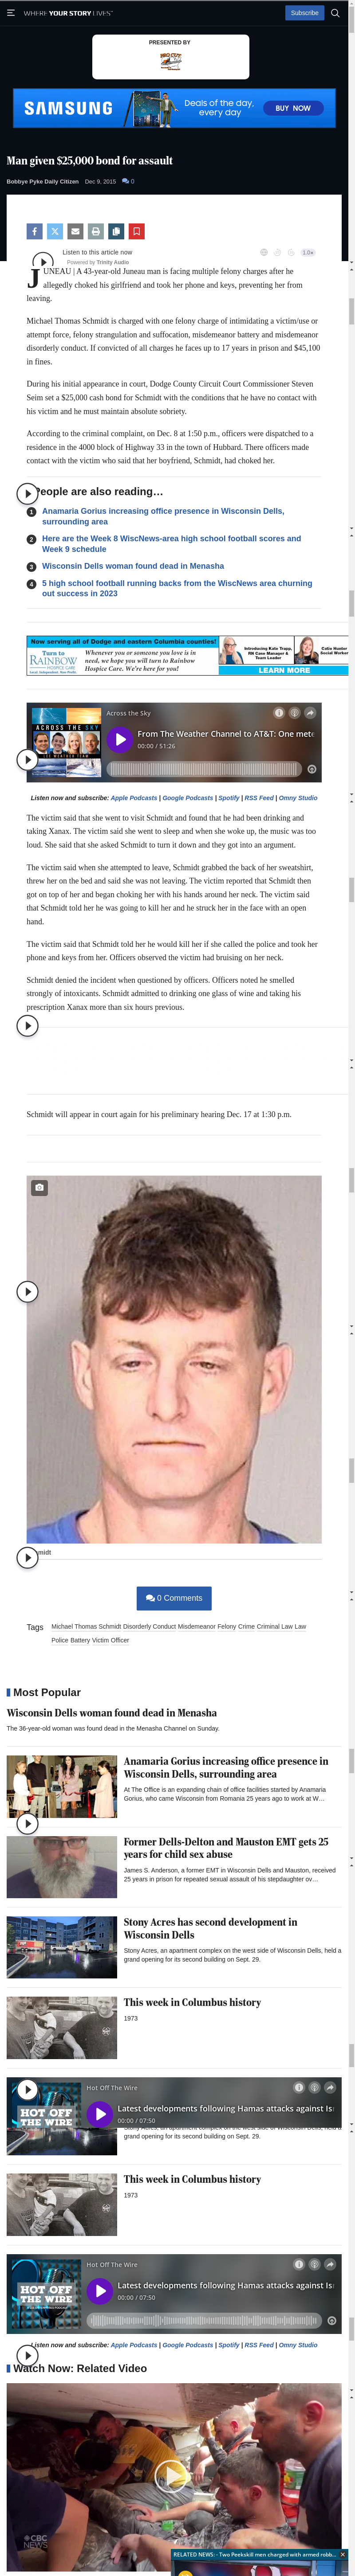 WHERE YOUR STORY LIVES
Subscribe
PRESENTED BY
SAMSUNG
Deals of the day,
every day
BUY NOW
Man given $25,000 bond for assault
Bobbye Pyke Daily Citizen Dec 9, 2015 0
Listen to this article now
Powered by Trinity Audio
1.0x
JUNEAU | A 43-year-old Juneau man is facing multiple felony charges after he
allegedly choked his girlfriend and took her phone and keys, preventing her from
leaving.
Michael Thomas Schmidt is charged with one felony charge of intimidating a victim/use or
attempt force, felony strangulation and suffocation, misdemeanor battery and misdemeanor
disorderly conduct. If convicted of all charges he faces up to 17 years in prison and $45,100
in fines.
During his initial appearance in court, Dodge County Circuit Court Commissioner Steven
Seim set a $25,000 cash bond for Schmidt with the conditions that he have no contact with
his victim and he must maintain absolute sobriety.
According to the criminal complaint, on Dec. 8 at 1:50 p.m., officers were dispatched to a
residence in the 4000 block of Highway 33 in the town of Hubbard. There officers made
contact with the victim who said that her boyfriend, Schmidt, had choked her.
People are also reading…
1 Anamaria Gorius increasing office presence in Wisconsin Dells,
surrounding area
2 Here are the Week 8 WiscNews-area high school football scores and
Week 9 schedule
3 Wisconsin Dells woman found dead in Menasha
4 5 high school football running backs from the WiscNews area churning
out success in 2023
Now serving all of Dodge and eastern Columbia counties!
Turn to
RAINBOW
HOSPICE CARE
Local. Independent. Non-Profit.
Whenever you or someone you love is in
need, we hope you will turn to Rainbow
Hospice Care. We're here to help.
Introducing Kate Trapp,
RN Case Manager &
Team Leader
Calie Hunter
Social Worker
LEARN MORE
ACROSS
THE SKY
LEE WEATHER TEAM
Across the Sky
From The Weather Channel to AT&T: One mete
00:00 / 51:26
Listen now and subscribe: Apple Podcasts | Google Podcasts | Spotify | RSS Feed | Omny Studio
The victim said that she went to visit Schmidt and found that he had been drinking and
taking Xanax. The victim said she went to sleep and when she woke up, the music was too
loud. She said that she asked Schmidt to turn it down and they got into an argument.
The victim said when she attempted to leave, Schmidt grabbed the back of her sweatshirt,
threw her on the bed and said she was not leaving. The victim reported that Schmidt then
got on top of her and began choking her with his hands around her neck. The victim said
that Schmidt told her he was going to kill her and he struck her in the face with an open
hand.
The victim said that Schmidt told her he would kill her if she called the police and took her
phone and keys from her. Officers observed the victim had bruising on her neck.
Schmidt denied the incident when questioned by officers. Officers noted he smelled
strongly of intoxicants. Schmidt admitted to drinking one glass of wine and taking his
prescription Xanax more than six hours previous.
Schmidt will appear in court again for his preliminary hearing Dec. 17 at 1:30 p.m.
midt
0 Comments
Tags Michael Thomas Schmidt Disorderly Conduct Misdemeanor Felony Crime Criminal Law Law
Police Battery Victim Officer
Most Popular
Wisconsin Dells woman found dead in Menasha
The 36-year-old woman was found dead in the Menasha Channel on Sunday.
Anamaria Gorius increasing office presence in
Wisconsin Dells, surrounding area
At The Office is an expanding chain of office facilities started by Anamaria
Gorius, who came Wisconsin from Romania 25 years ago to work at W…
Former Dells-Delton and Mauston EMT gets 25
years for child sex abuse
James S. Anderson, a former EMT in Wisconsin Dells and Mauston, received
25 years in prison for repeated sexual assault of his stepdaughter ov…
Stony Acres has second development in
Wisconsin Dells
Stony Acres, an apartment complex on the west side of Wisconsin Dells, held a
grand opening for its second building on Sept. 29.
This week in Columbus history
1973
HOT OFF
THE WIRE
Hot Off The Wire
Latest developments following Hamas attacks against Is
00:00 / 07:50
grand opening for its second building on Sept. 29.
This week in Columbus history
1973
HOT OFF
THE WIRE
Hot Off The Wire
Latest developments following Hamas attacks against Is
00:00 / 07:50
Listen now and subscribe: Apple Podcasts | Google Podcasts | Spotify | RSS Feed | Omny Studio
Watch Now: Related Video
CBC
NEWS
RELATED NEWS: - Two Peekskill men charged with armed robb...